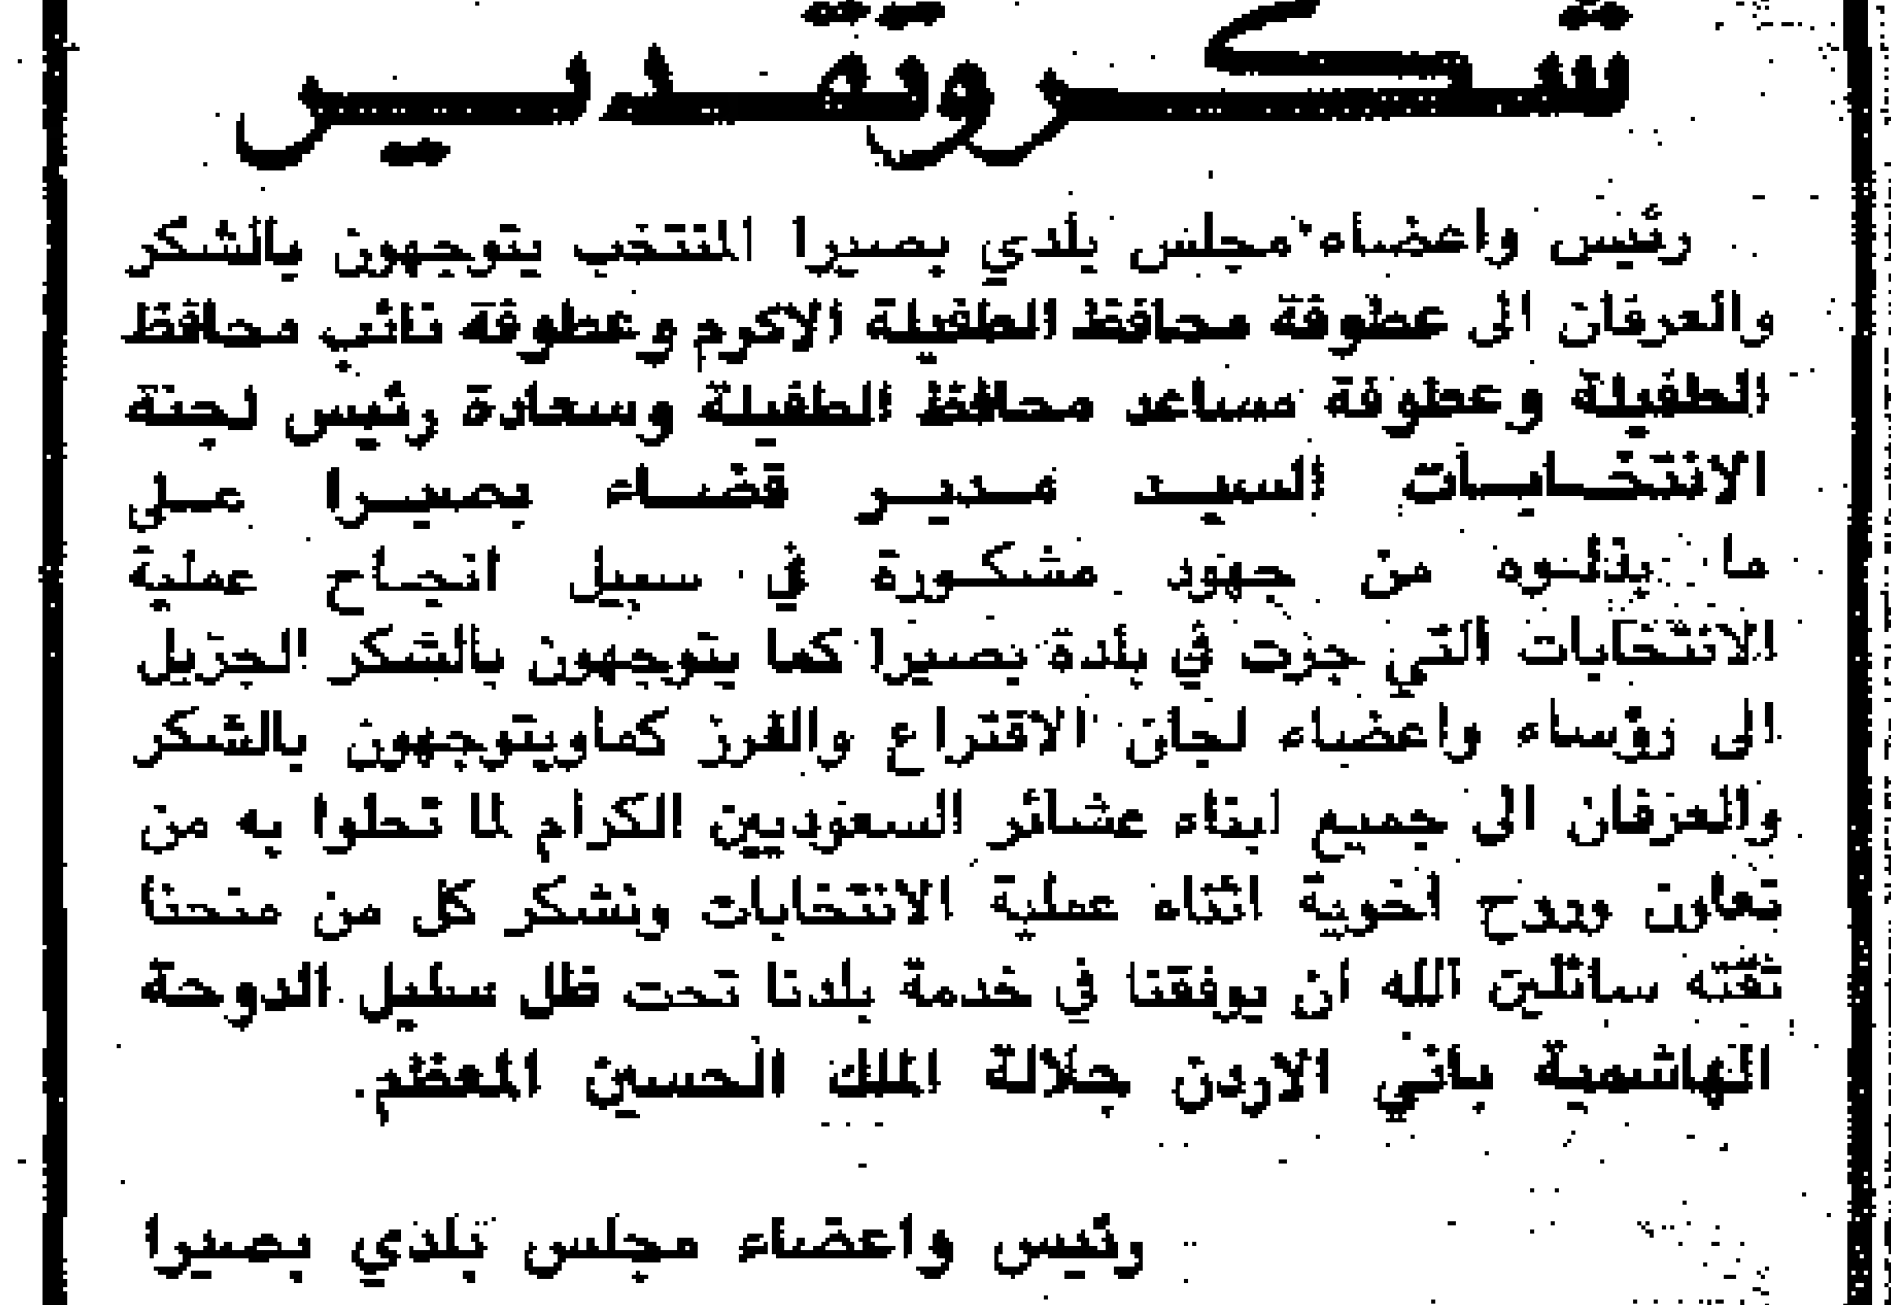 شكر وتقدير
رئيس واعضاء مجلس بلدي بصيرا المنتخب يتوجهون بالشكر
والعرفان الى عطوفة محافظ الطفيلة الاكرم وعطوفة نائب محافظ
الطفيلة وعطوفة مساعد محافظ الطفيلة وسعادة رئيس لجنة
الانتخابات السيد مدير قضاء بصيرا على
ما بذلوه من جهود مشكورة في سبيل انجاح عملية
الانتخابات التي جرت في بلدة بصيرا كما يتوجهون بالشكر الجزيل
الى رؤساء واعضاء لجان الاقتراع والفرز كماويتوجهون بالشكر
والعرفان الى جميع ابناء عشائر السعوديين الكرام لما تحلوا به من
تعاون وروح اخوية اثناء عملية الانتخابات ونشكر كل من منحنا
ثقته سائلين الله ان يوفقنا في خدمة بلدنا تحت ظل سليل الدوحة
الهاشمية باني الاردن جلالة الملك الحسين المعظم.
رئيس واعضاء مجلس بلدي بصيرا